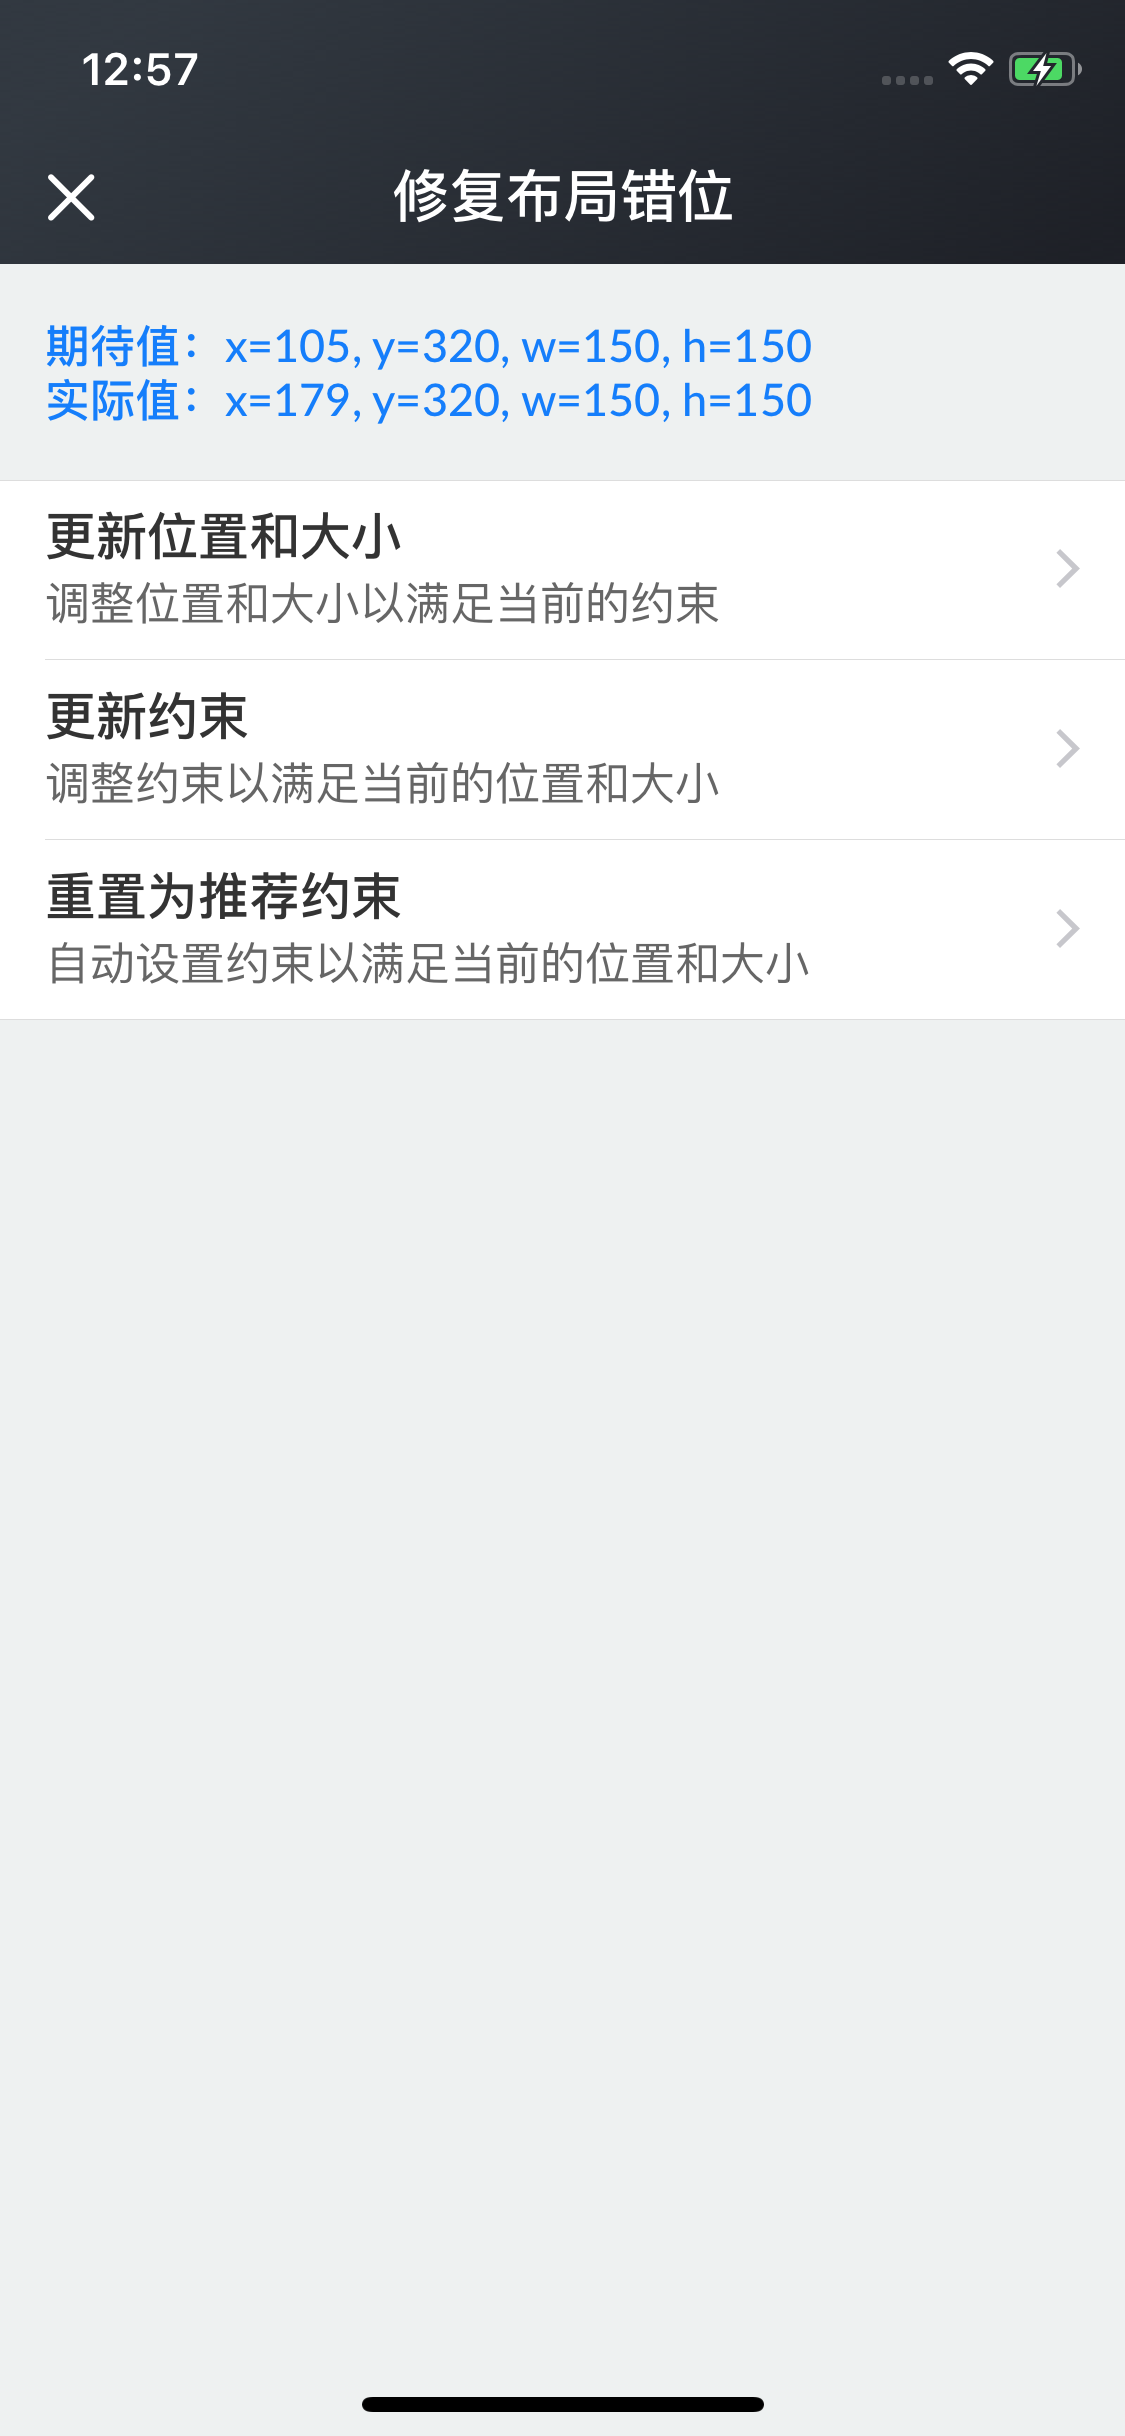 12:57
修复布局错位
期待值：x=105, y=320, w=150, h=150
实际值：x=179, y=320, w=150, h=150
更新位置和大小
调整位置和大小以满足当前的约束
更新约束
调整约束以满足当前的位置和大小
重置为推荐约束
自动设置约束以满足当前的位置和大小